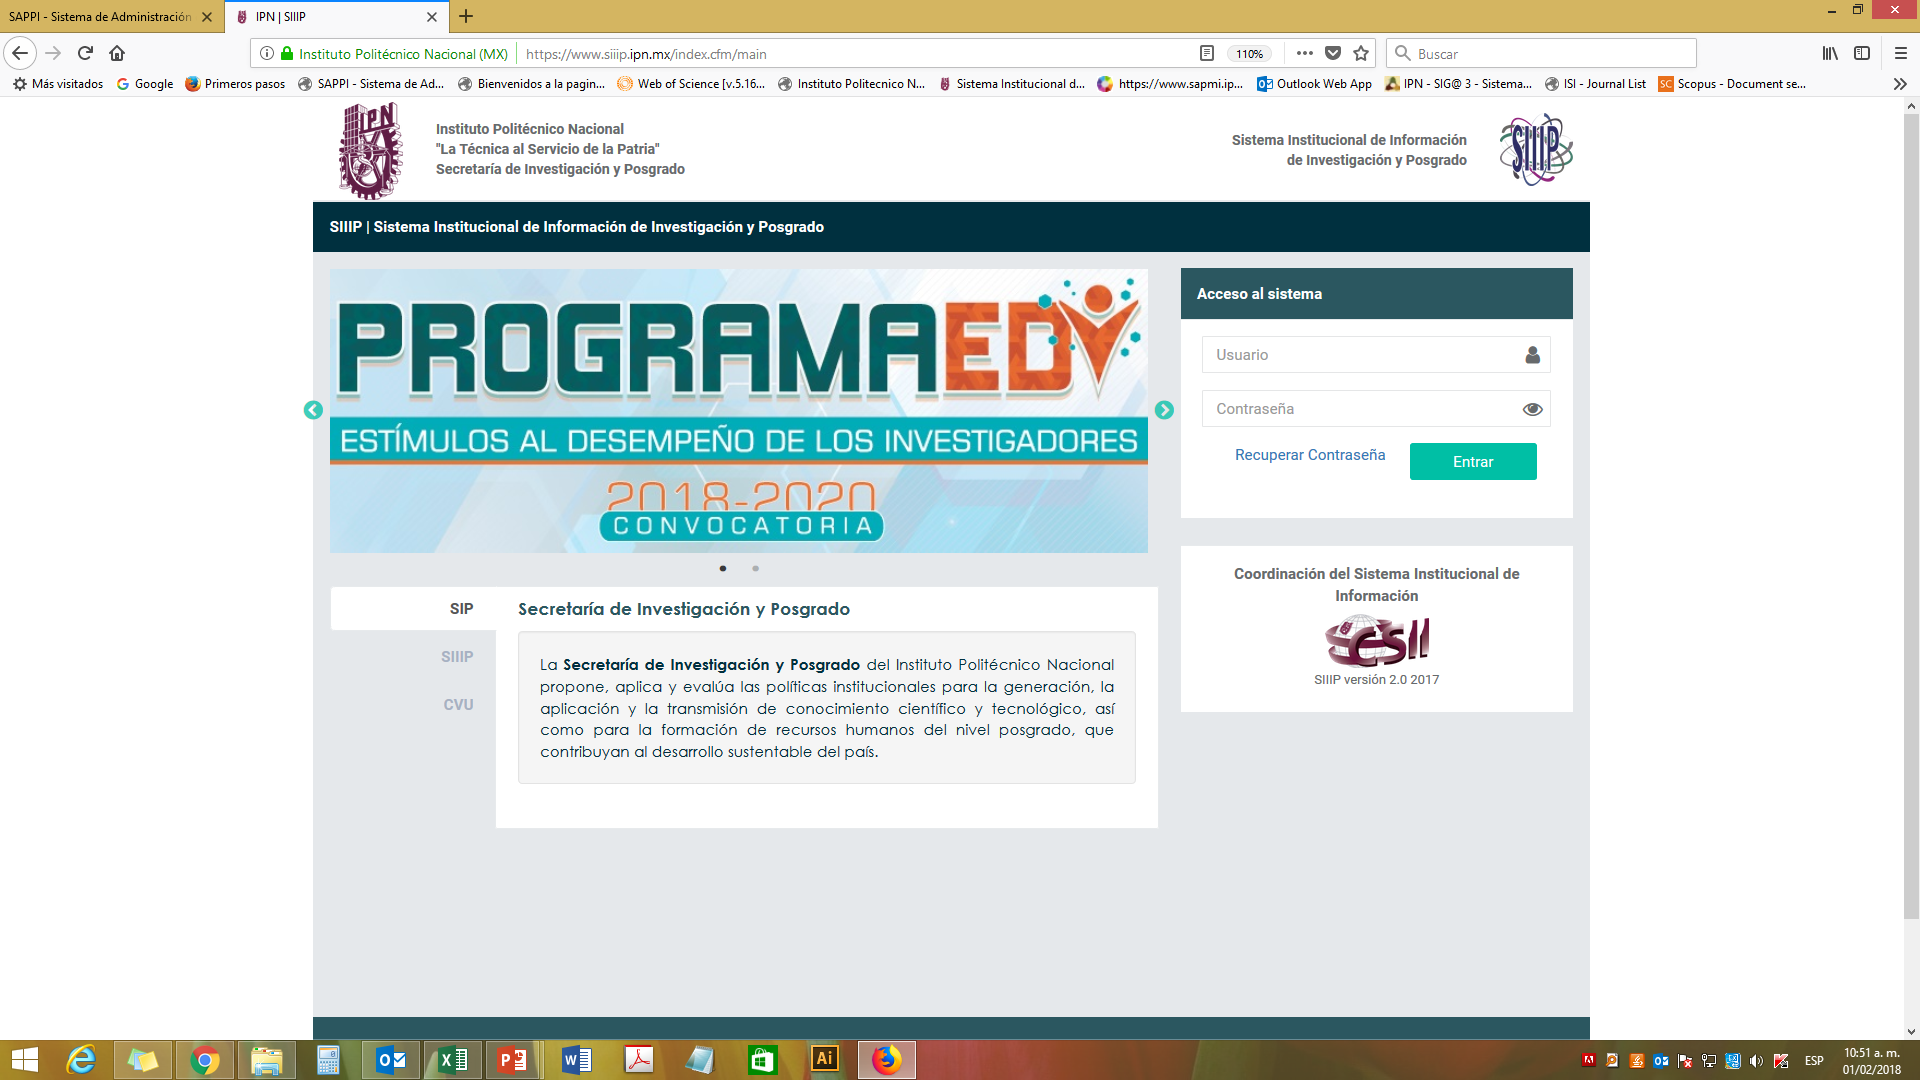 SAPPI - Sistema de Administración
IPN | SIIIP
Instituto Politécnico Nacional (MX)
https://www.siiip.ipn.mx/index.cfm/main
110%
Buscar
Más visitados
Google
Primeros pasos
SAPPI - Sistema de Ad...
Bienvenidos a la pagin...
Web of Science [v.5.16...
Instituto Politecnico N...
Sistema Institucional d...
https://www.sapmi.ip...
Outlook Web App
IPN - SIG@ 3 - Sistema...
ISI - Journal List
SC
Scopus - Document se...
IPN
Instituto Politécnico Nacional
"La Técnica al Servicio de la Patria"
Secretaría de Investigación y Posgrado
Sistema Institucional de Información
de Investigación y Posgrado
SIIIP
SIIIP | Sistema Institucional de Información de Investigación y Posgrado
PROGRAMA EDI
ESTÍMULOS AL DESEMPEÑO DE LOS INVESTIGADORES
2018-2020
CONVOCATORIA
Acceso al sistema
Usuario
Contraseña
Recuperar Contraseña
Entrar
Coordinación del Sistema Institucional de
Información
CSII
SIIIP versión 2.0 2017
SIP
SIIIP
CVU
Secretaría de Investigación y Posgrado
La Secretaría de Investigación y Posgrado del Instituto Politécnico Nacional
propone, aplica y evalúa las políticas institucionales para la generación, la
aplicación y la transmisión de conocimiento científico y tecnológico, así
como para la formación de recursos humanos del nivel posgrado, que
contribuyan al desarrollo sustentable del país.
Ai
ESP
10:51 a. m.
01/02/2018